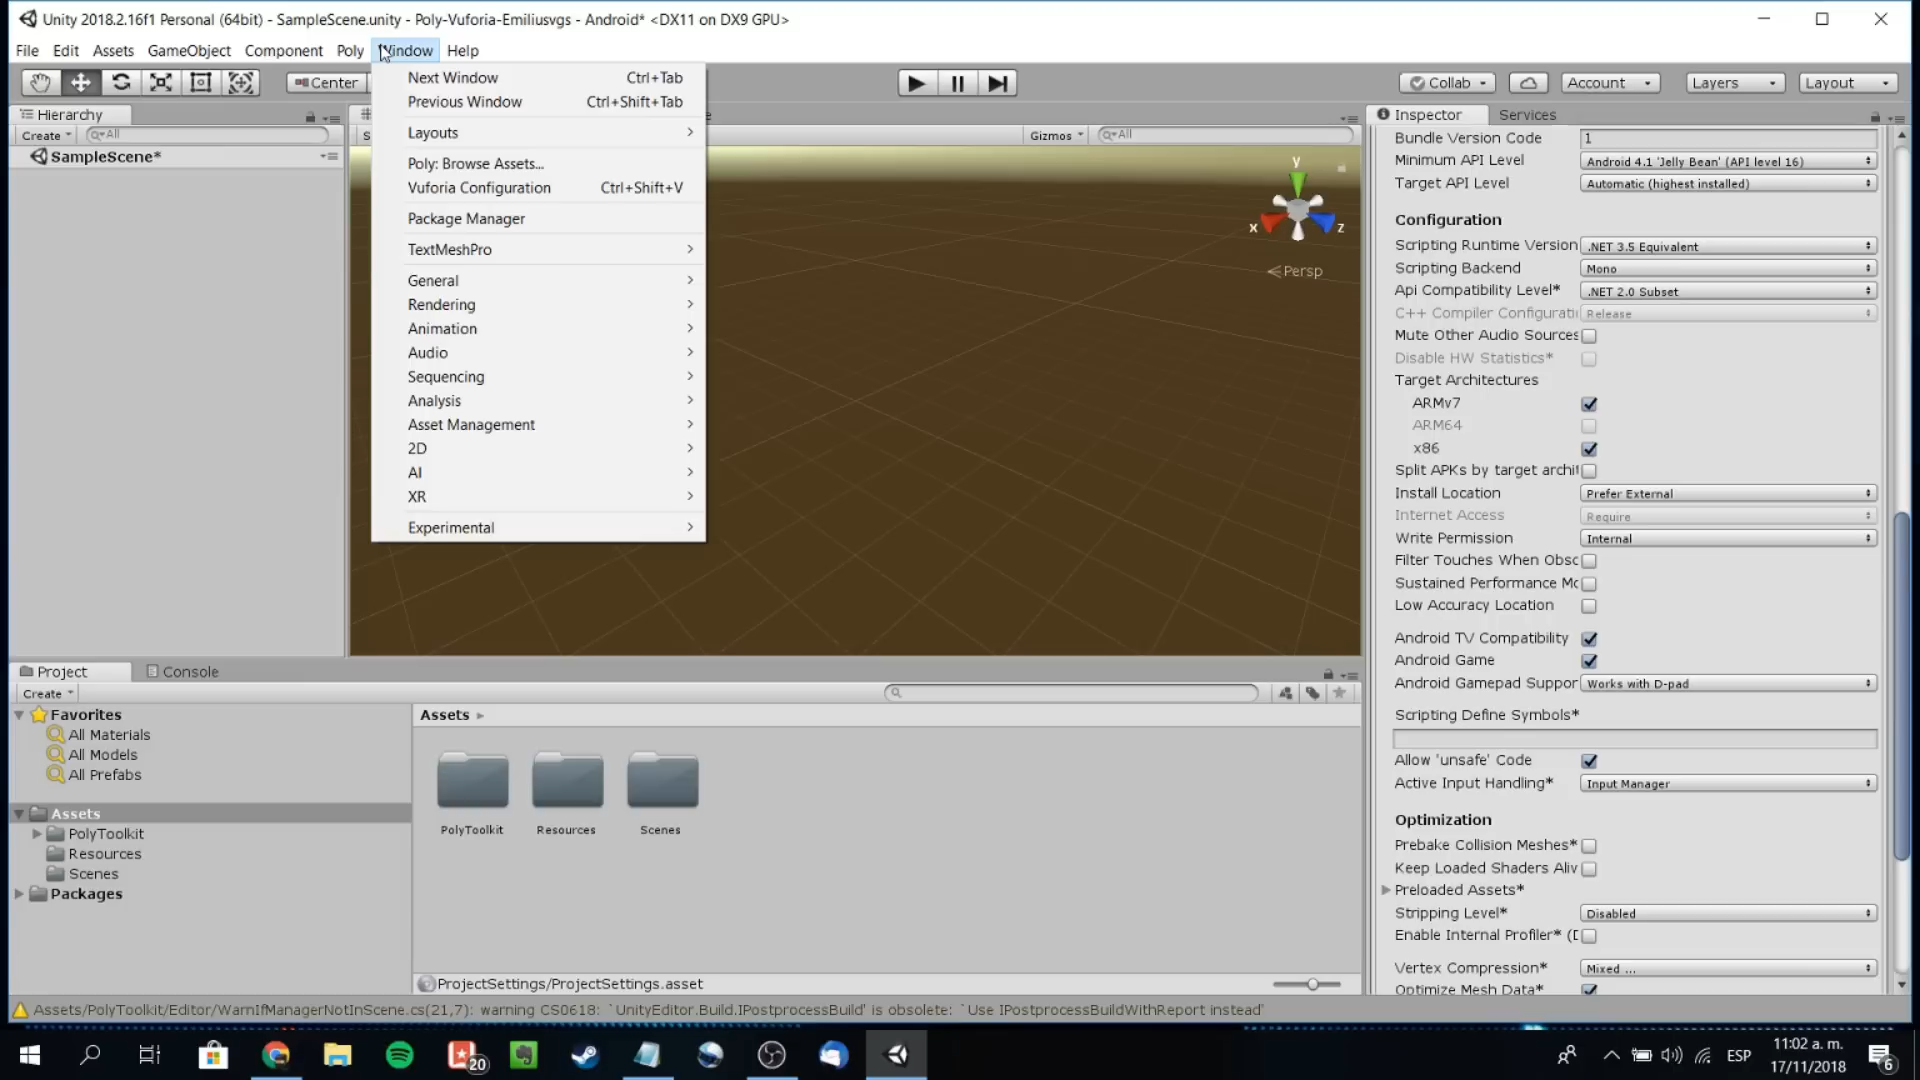 Unity 2018.2.16f1 Personal (64bit) - SampleScene.unity - Poly-Vuforia-Emiliusvgs - Android* <DX11 on DX9 GPU>
File Edit Assets GameObject Component Poly Window Help
Center
Collab
Account
Layers
Layout
Next Window Ctrl+Tab
Previous Window Ctrl+Shift+Tab
Layouts
Poly: Browse Assets...
Vuforia Configuration Ctrl+Shift+V
Package Manager
TextMeshPro
General
Rendering
Animation
Audio
Sequencing
Analysis
Asset Management
2D
AI
XR
Experimental
Hierarchy
Create All
SampleScene*
Gizmos All
y
x
z
Persp
Inspector Services
Bundle Version Code 1
Minimum API Level Android 4.1 'Jelly Bean' (API level 16)
Target API Level Automatic (highest installed)
Configuration
Scripting Runtime Version .NET 3.5 Equivalent
Scripting Backend Mono
Api Compatibility Level* .NET 2.0 Subset
C++ Compiler Configurati Release
Mute Other Audio Sources
Disable HW Statistics*
Target Architectures
ARMv7
ARM64
x86
Split APKs by target archit
Install Location Prefer External
Internet Access Require
Write Permission Internal
Filter Touches When Obsc
Sustained Performance Mc
Low Accuracy Location
Android TV Compatibility
Android Game
Android Gamepad Suppor Works with D-pad
Scripting Define Symbols*
Allow 'unsafe' Code
Active Input Handling* Input Manager
Optimization
Prebake Collision Meshes*
Keep Loaded Shaders Aliv
Preloaded Assets*
Stripping Level* Disabled
Enable Internal Profiler* (D
Vertex Compression* Mixed ...
Optimize Mesh Data*
Project Console
Create
Favorites
All Materials
All Models
All Prefabs
Assets
PolyToolkit
Resources
Scenes
Packages
Assets
PolyToolkit Resources Scenes
ProjectSettings/ProjectSettings.asset
Assets/PolyToolkit/Editor/WarnIfManagerNotInScene.cs(21,7): warning CS0618: `UnityEditor.Build.IPostprocessBuild' is obsolete: `Use IPostprocessBuildWithReport instead'
20
ESP
11:02 a. m.
17/11/2018
6